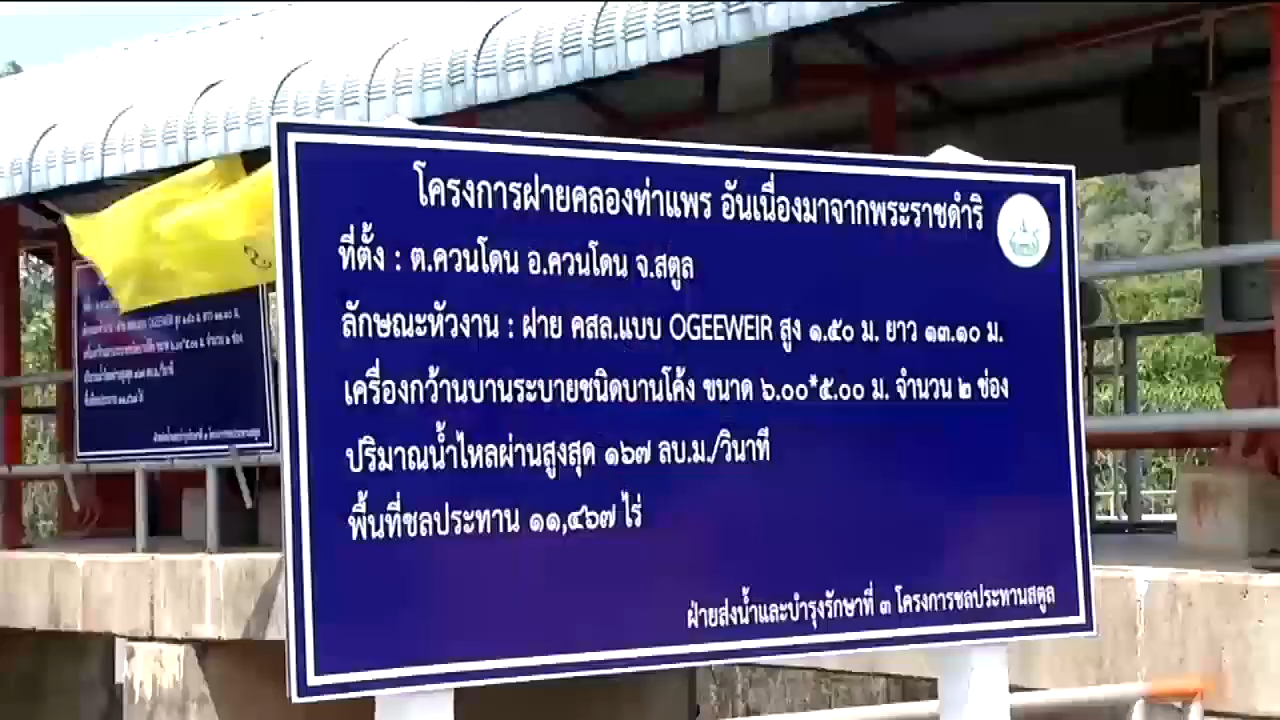 โครงการฝายคลองท่าแพร อันเนื่องมาจากพระราชดำริ
ที่ตั้ง : ต.ควนโดน อ.ควนโดน จ.สตูล
ลักษณะหัวงาน : ฝาย คสล.แบบ OGEEWEIR สูง ๑.๕๐ ม. ยาว ๑๓.๑๐ ม.
เครื่องกว้านบานระบายชนิดบานโค้ง ขนาด ๖.๐๐*๕.๐๐ ม. จำนวน ๒ ช่อง
ปริมาณน้ำไหลผ่านสูงสุด ๑๖๗ ลบ.ม./วินาที
พื้นที่ชลประทาน ๑๑,๔๖๗ ไร่
ฝ่ายส่งน้ำและบำรุงรักษาที่ ๓ โครงการชลประทานสตูล